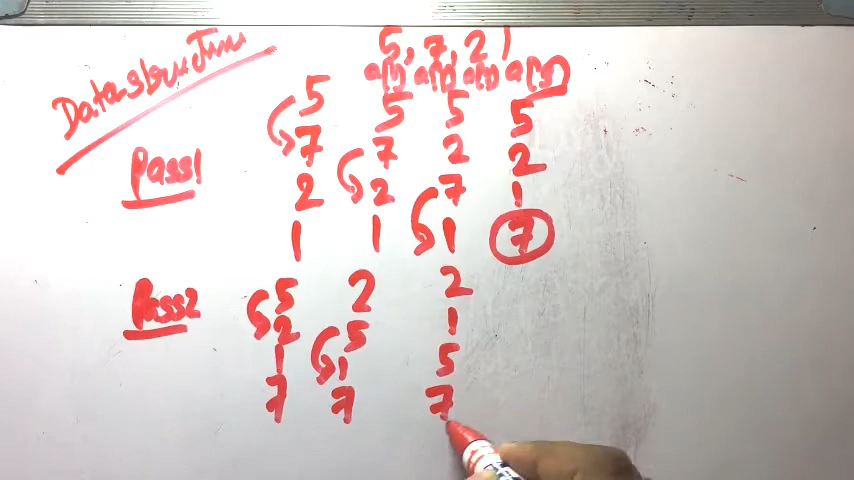 Datastructure
5, 7, 2 1
a[0] a[1] a[2] a[3]
5 5 5 5
Pass1 7 7 2 2
2 2 7 1
1 1 1 7
Pass2 5 2 2
2 5 1
1 1 5
7 7 7